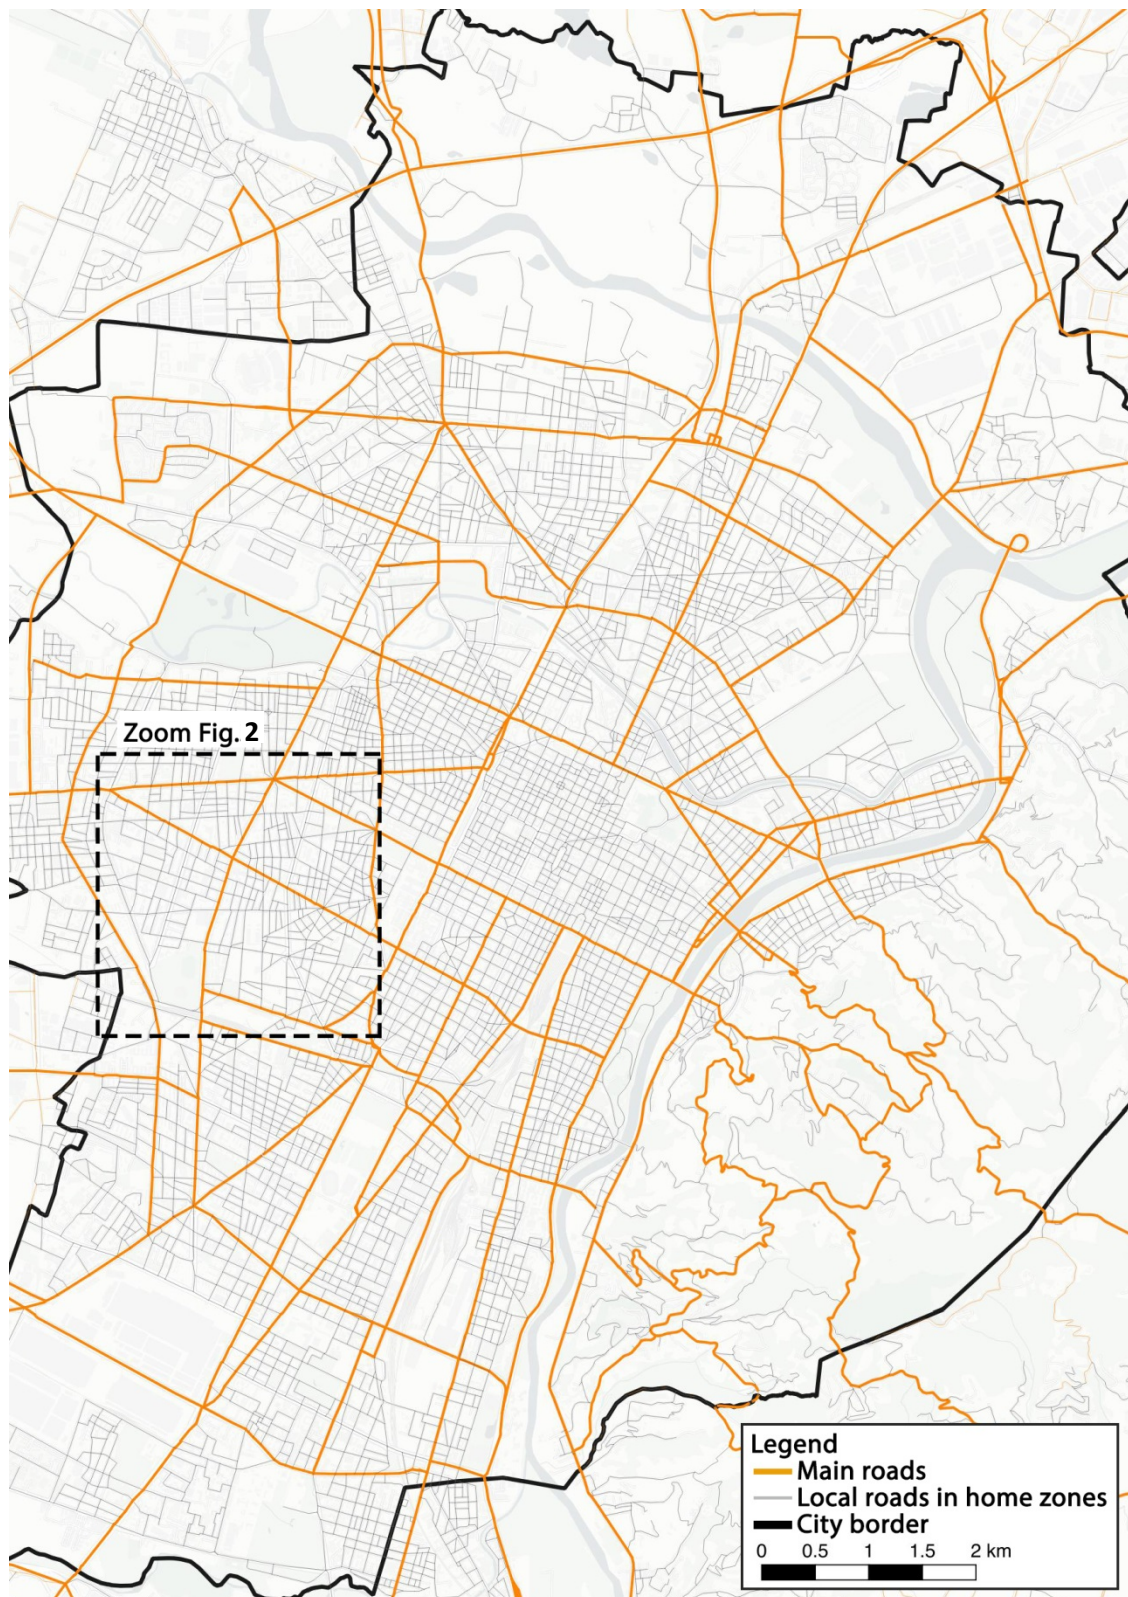 Zoom Fig. 2
Legend
Main roads
Local roads in home zones
City border
0 0.5 1 1.5 2 km